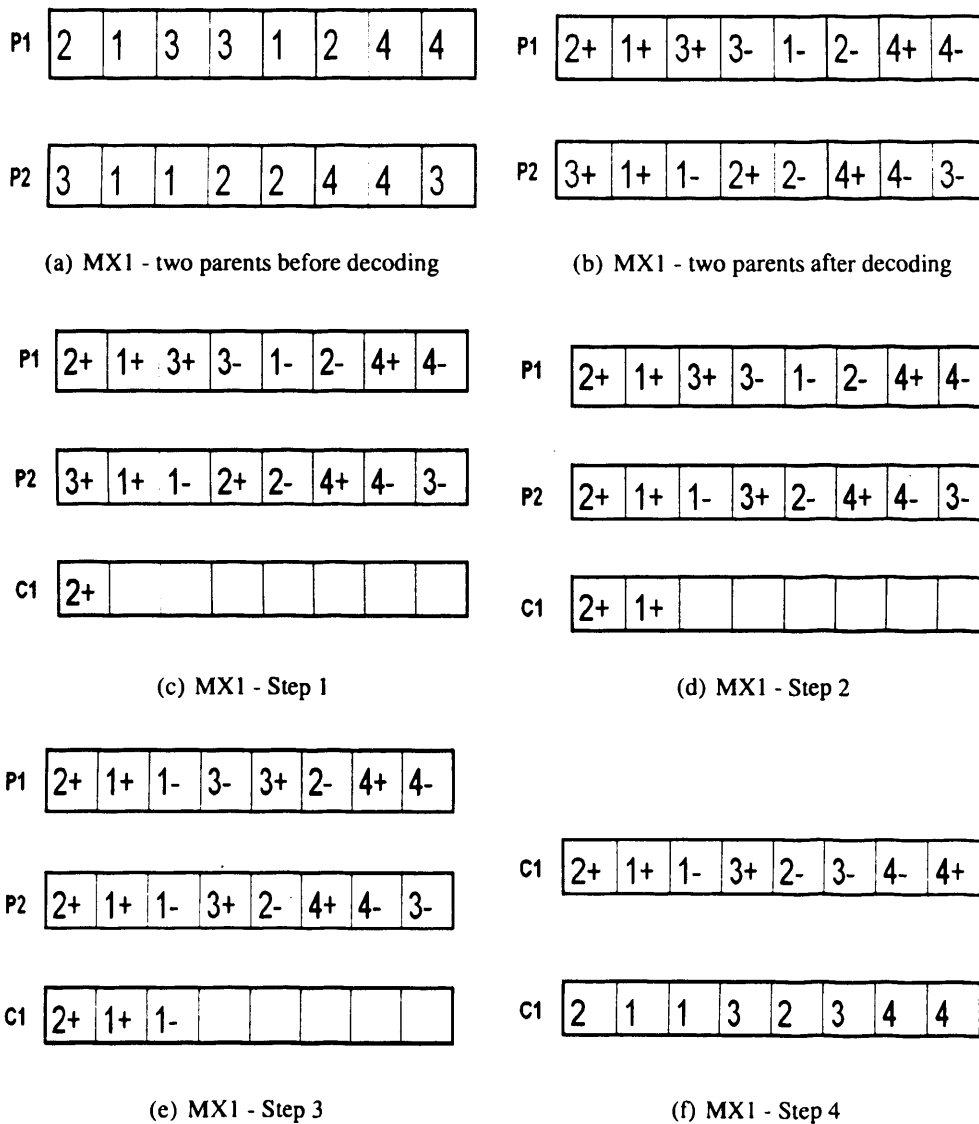 P1 2 1 3 3 1 2 4 4
P2 3 1 1 2 2 4 4 3
(a) MX1 - two parents before decoding
P1 2+ 1+ 3+ 3- 1- 2- 4+ 4-
P2 3+ 1+ 1- 2+ 2- 4+ 4- 3-
(b) MX1 - two parents after decoding
P1 2+ 1+ 3+ 3- 1- 2- 4+ 4-
P2 3+ 1+ 1- 2+ 2- 4+ 4- 3-
C1 2+
(c) MX1 - Step 1
P1 2+ 1+ 3+ 3- 1- 2- 4+ 4-
P2 2+ 1+ 1- 3+ 2- 4+ 4- 3-
C1 2+ 1+
(d) MX1 - Step 2
P1 2+ 1+ 1- 3- 3+ 2- 4+ 4-
P2 2+ 1+ 1- 3+ 2- 4+ 4- 3-
C1 2+ 1+ 1-
(e) MX1 - Step 3
C1 2+ 1+ 1- 3+ 2- 3- 4- 4+
C1 2 1 1 3 2 3 4 4
(f) MX1 - Step 4